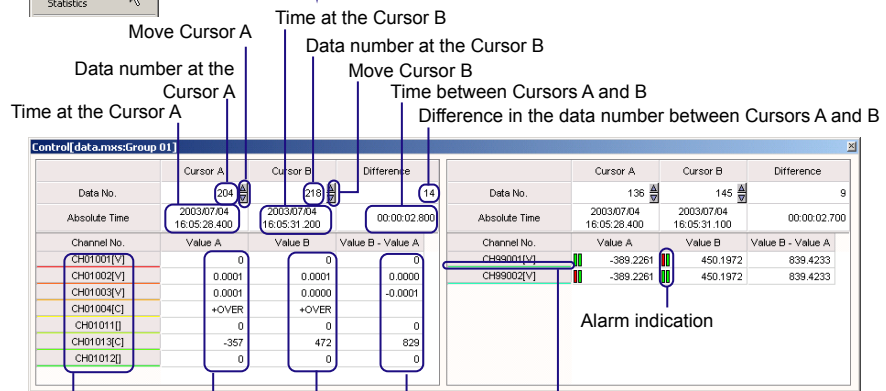 Statistics
Time at the Cursor B
Move Cursor A
Data number at the Cursor B
Data number at the
Cursor A
Move Cursor B
Time between Cursors A and B
Time at the Cursor A
Difference in the data number between Cursors A and B
Control[data.mxs:Group 01]
Cursor A Cursor B Difference
Data No. 204 218 14
Absolute Time 2003/07/04 16:05:28.400 2003/07/04 16:05:31.200 00:00:02.800
Channel No. Value A Value B Value B - Value A
CH01001[V] 0 0 0
CH01002[V] 0.0001 0.0001 0.0000
CH01003[V] 0.0001 0.0000 -0.0001
CH01004[C] +OVER +OVER
CH01011[] 0 0 0
CH01013[C] -357 472 829
CH01012[] 0 0 0
Cursor A Cursor B Difference
Data No. 136 145 9
Absolute Time 2003/07/04 16:05:28.400 2003/07/04 16:05:31.100 00:00:02.700
Channel No. Value A Value B Value B - Value A
CH99001[V] -389.2261 450.1972 839.4233
CH99002[V] -389.2261 450.1972 839.4233
Alarm indication